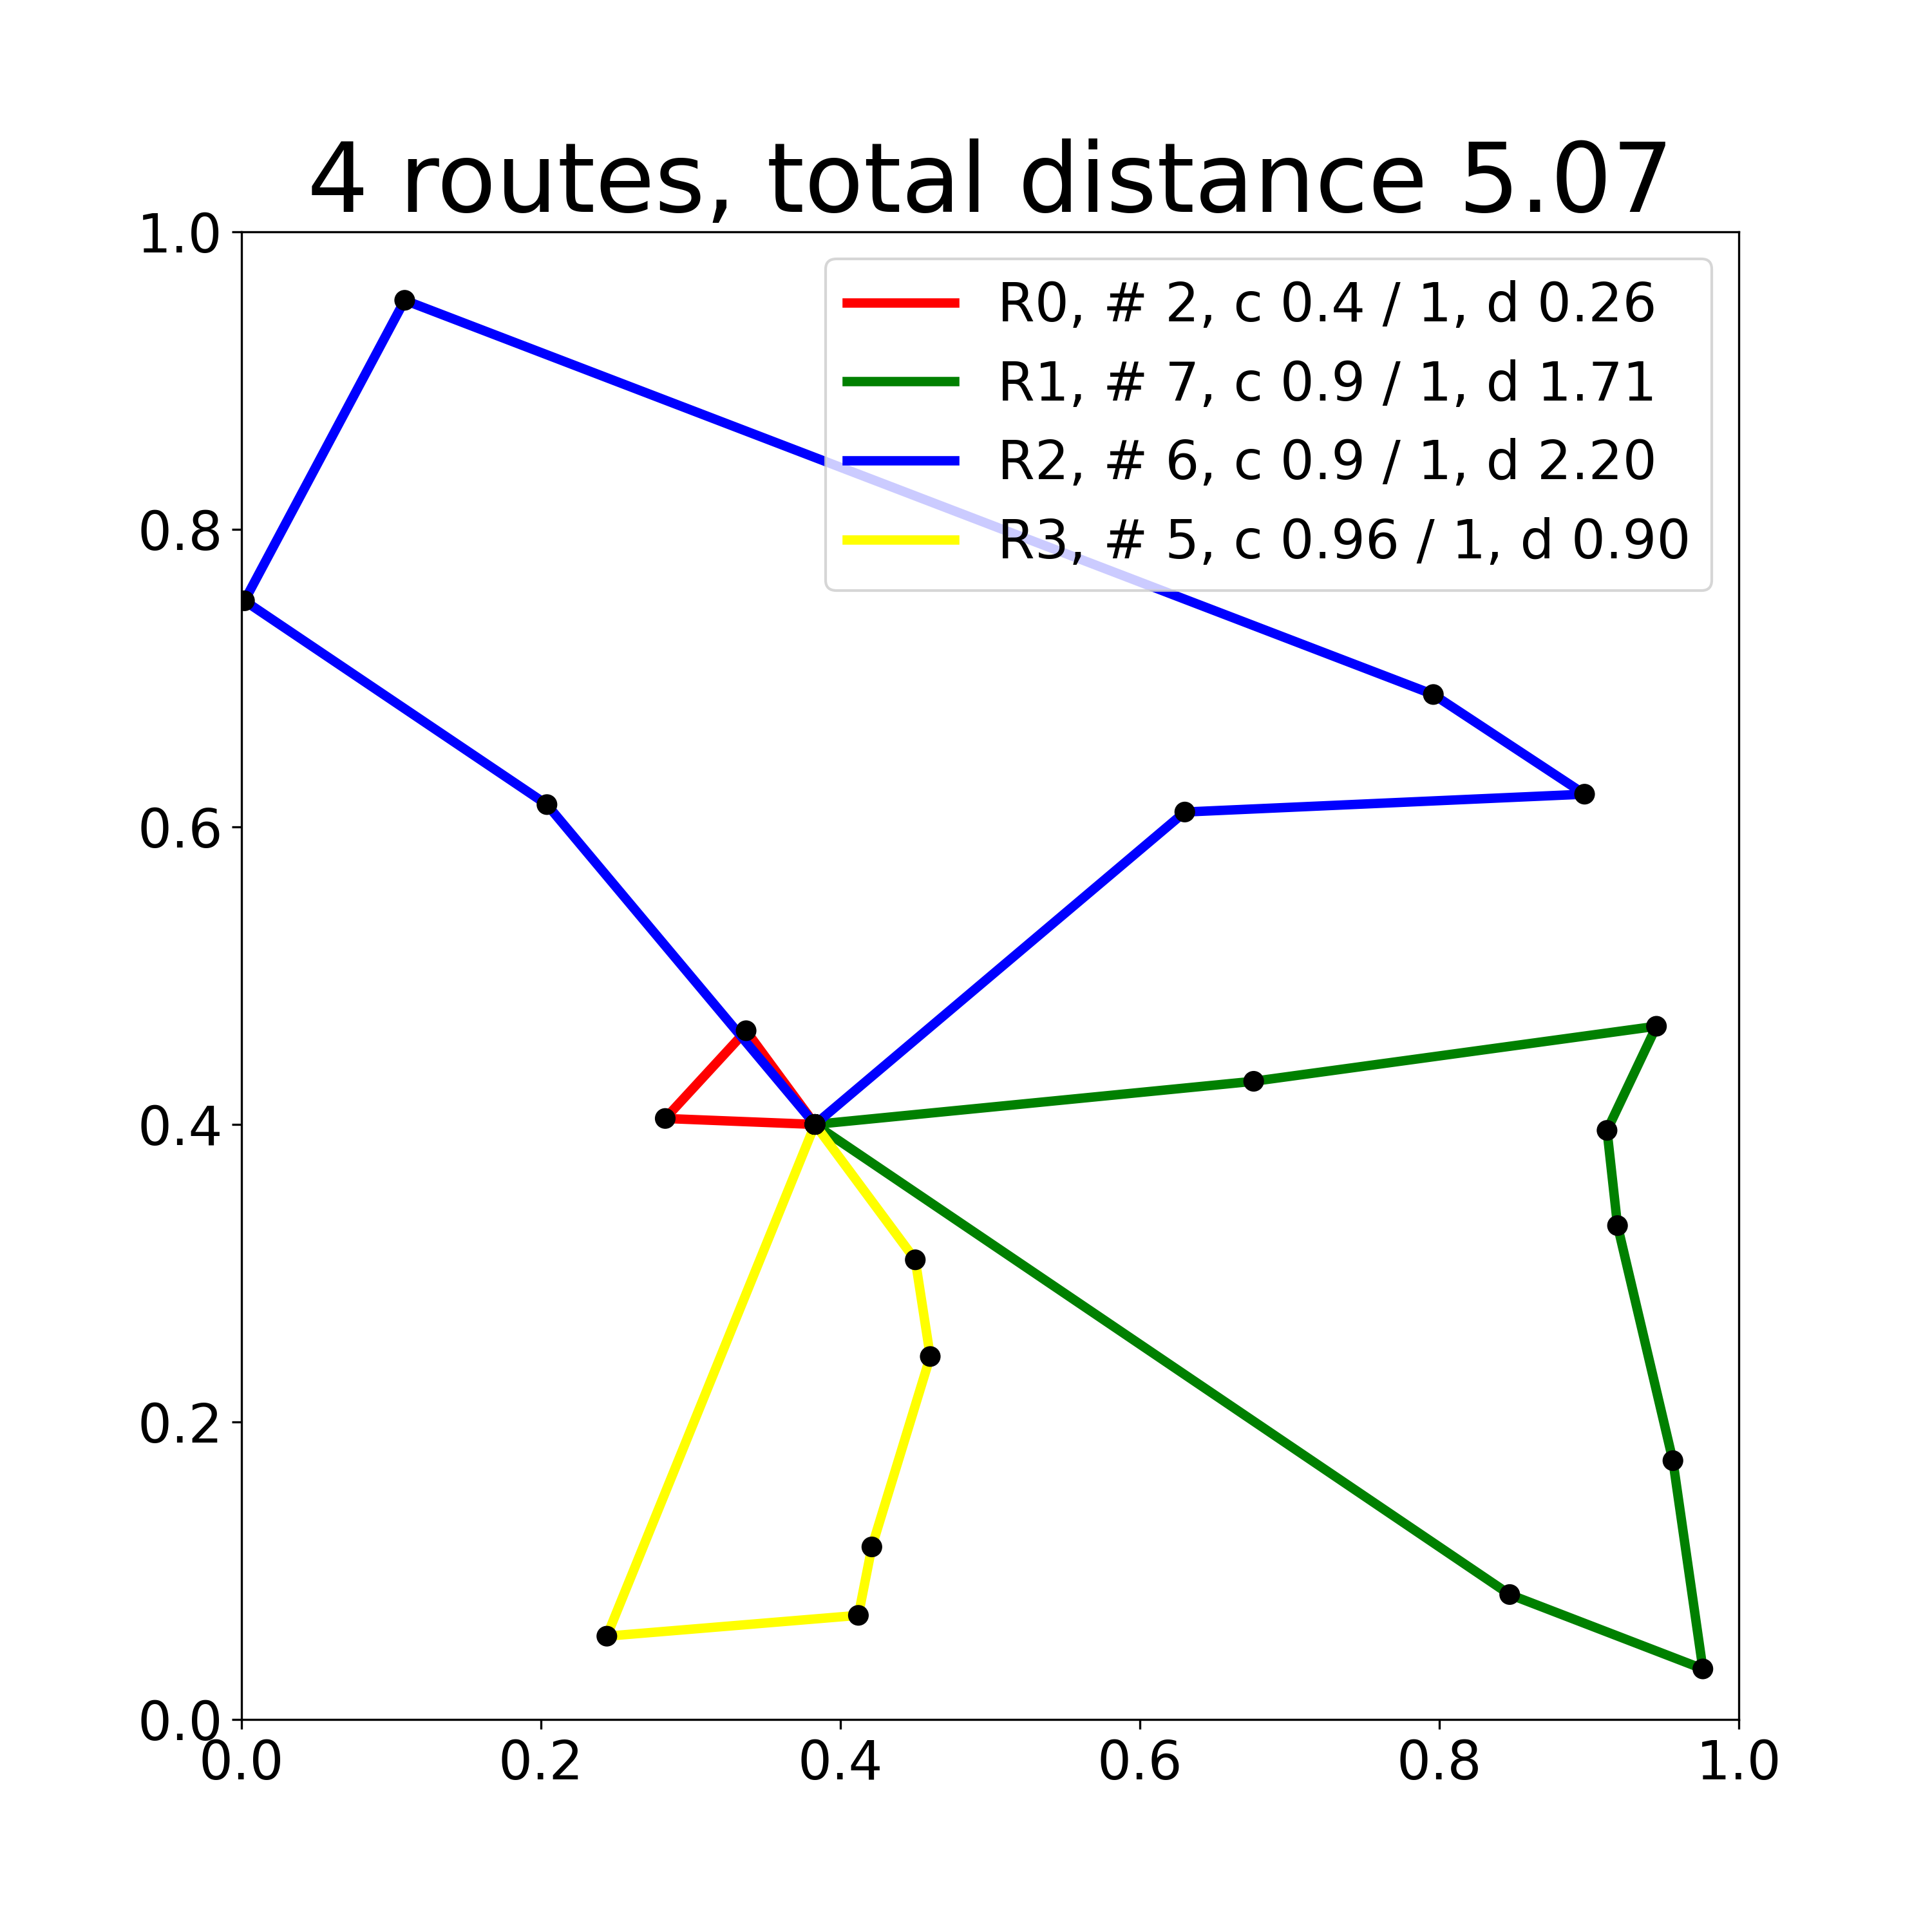 4 routes, total distance 5.07
R0, # 2, c 0.4 / 1, d 0.26
R1, # 7, c 0.9 / 1, d 1.71
R2, # 6, c 0.9 / 1, d 2.20
R3, # 5, c 0.96 / 1, d 0.90
1.0
0.8
0.6
0.4
0.2
0.0
0.0 0.2 0.4 0.6 0.8 1.0